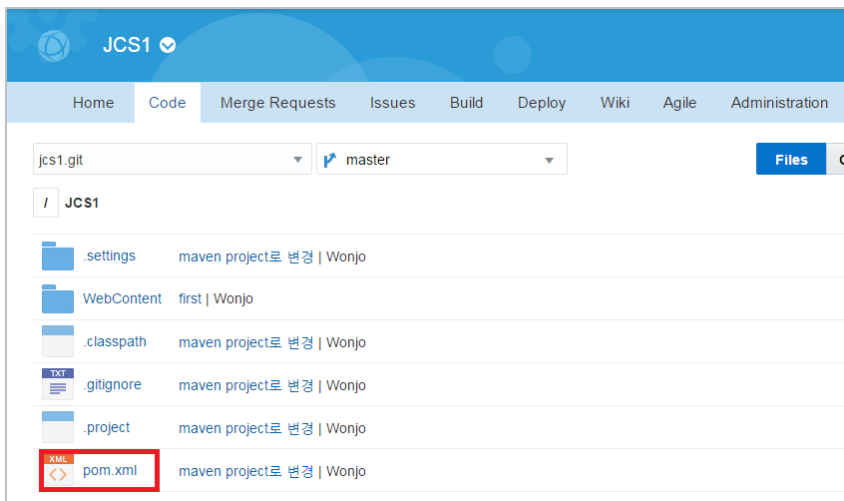 JCS1
Home Code Merge Requests Issues Build Deploy Wiki Agile Administration
jcs1.git master Files
/ JCS1
.settings maven project로 변경 | Wonjo
WebContent first | Wonjo
.classpath maven project로 변경 | Wonjo
TXT
.gitignore maven project로 변경 | Wonjo
.project maven project로 변경 | Wonjo
XML
pom.xml maven project로 변경 | Wonjo